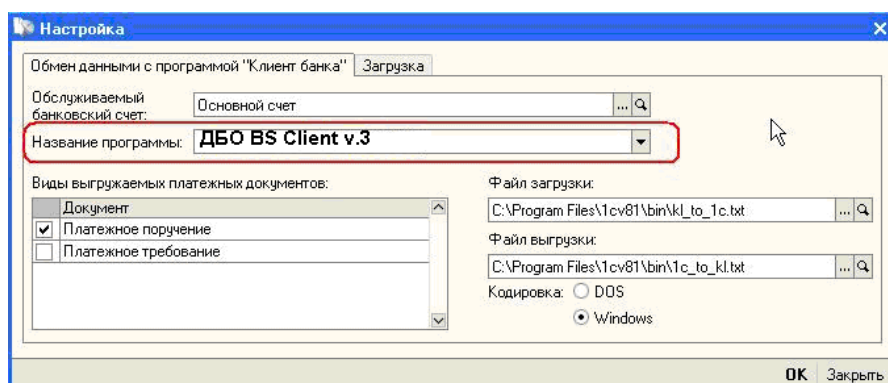 Настройка
Обмен данными с программой "Клиент банка"
Загрузка
Обслуживаемый
банковский счет:
Основной счет
...
Название программы:
ДБО BS Client v.3
Виды выгружаемых платежных документов:
Документ
Платежное поручение
Платежное требование
Файл загрузки:
C:\Program Files\1cv81\bin\kl_to_1c.txt
...
Файл выгрузки:
C:\Program Files\1cv81\bin\1c_to_kl.txt
...
Кодировка:
DOS
Windows
OK
Закрыть